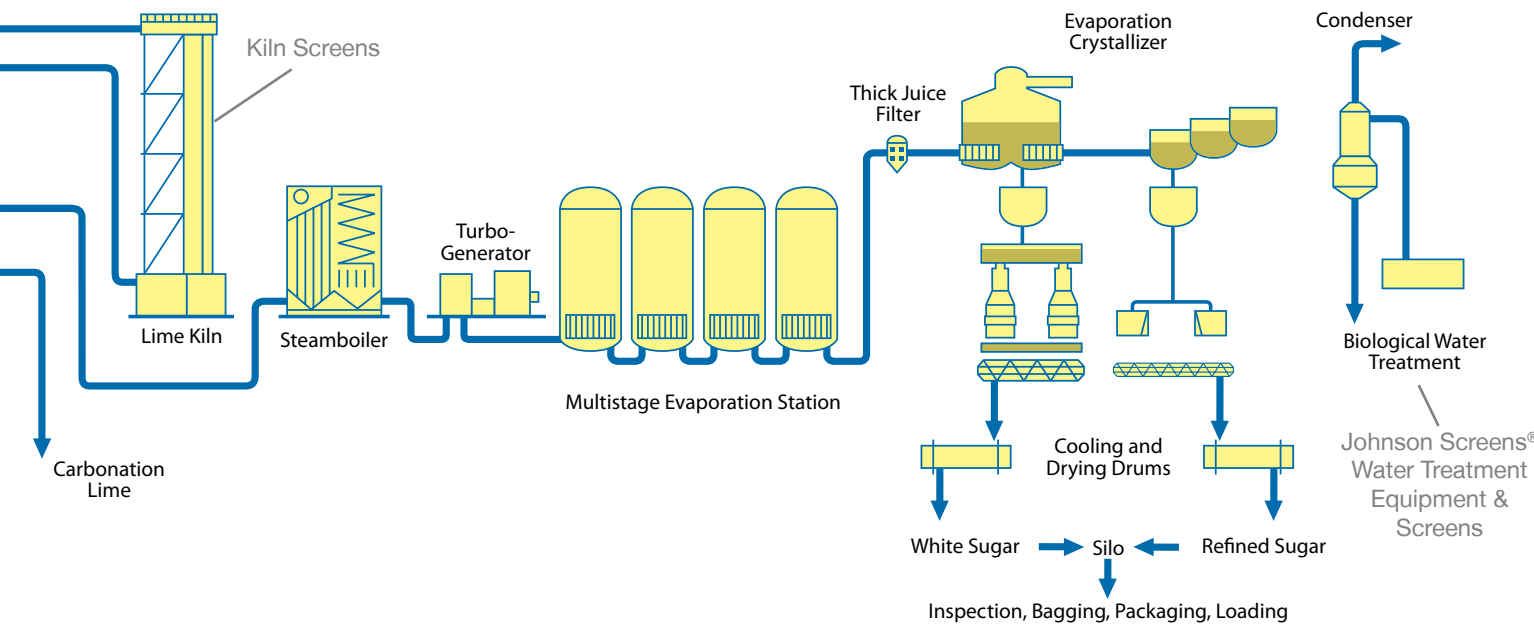 Evaporation
Crystallizer
Condenser
Kiln Screens
Thick Juice
Filter
Turbo-
Generator
Lime Kiln
Steamboiler
Biological Water
Treatment
Multistage Evaporation Station
Johnson Screens®
Water Treatment
Equipment &
Screens
Cooling and
Drying Drums
Carbonation
Lime
White Sugar
Silo
Refined Sugar
Inspection, Bagging, Packaging, Loading